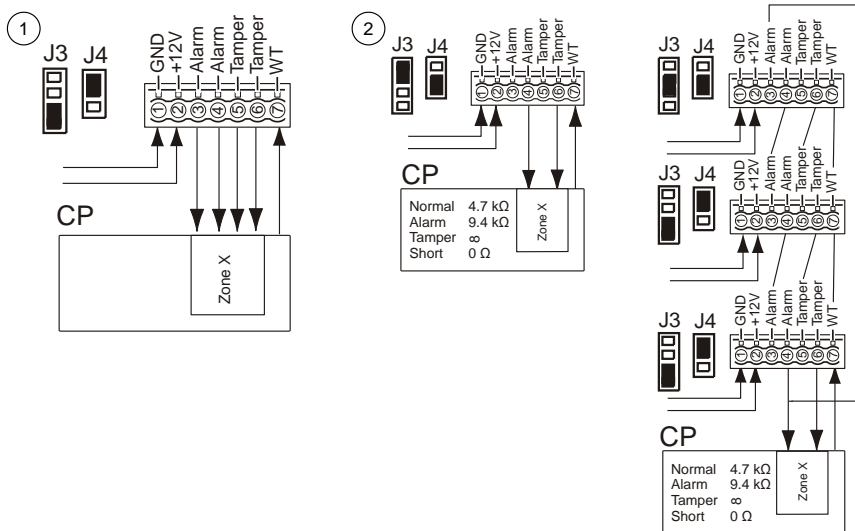 1
J3 J4
GND
+12V
Alarm
Alarm
Tamper
Tamper
WT
1 2 3 4 5 6 7
CP
Zone X
2
J3 J4
GND
+12V
Alarm
Alarm
Tamper
Tamper
WT
1 2 3 4 5 6 7
CP
Normal 4.7 kΩ
Alarm 9.4 kΩ
Tamper ∞
Short 0 Ω
Zone X
J3 J4
GND
+12V
Alarm
Alarm
Tamper
Tamper
WT
1 2 3 4 5 6 7
J3 J4
GND
+12V
Alarm
Alarm
Tamper
Tamper
WT
1 2 3 4 5 6 7
J3 J4
GND
+12V
Alarm
Alarm
Tamper
Tamper
WT
1 2 3 4 5 6 7
CP
Normal 4.7 kΩ
Alarm 9.4 kΩ
Tamper ∞
Short 0 Ω
Zone X